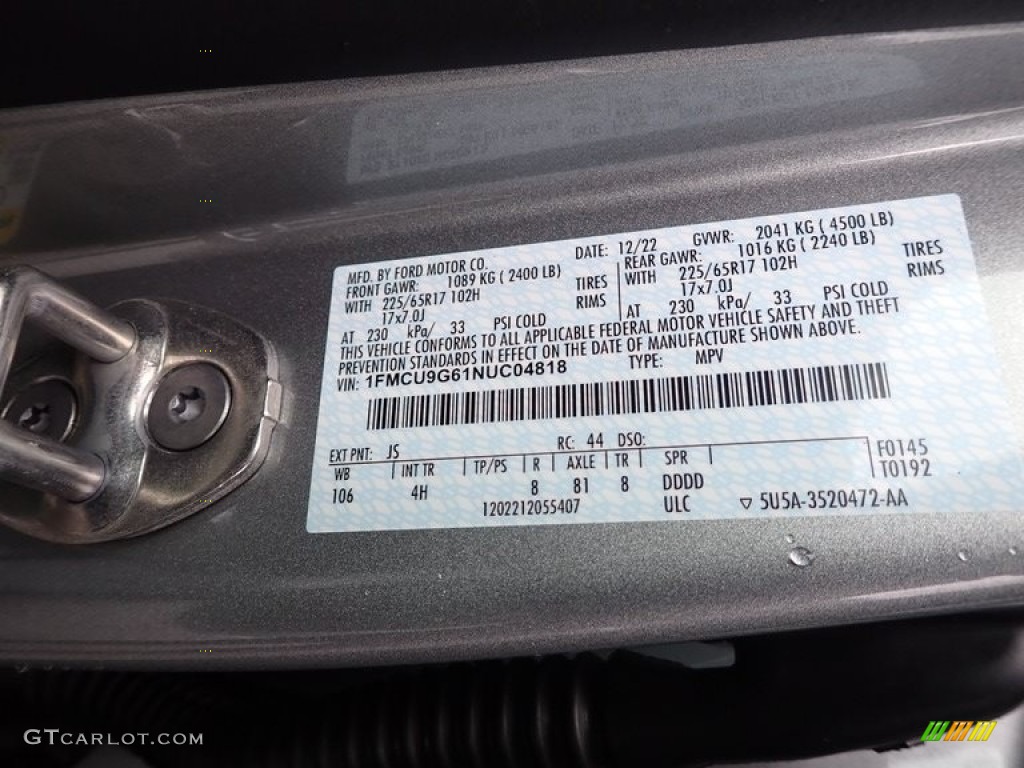 MFD. BY FORD MOTOR CO. DATE: 12/22 GVWR: 2041 KG ( 4500 LB)
FRONT GAWR: 1089 KG ( 2400 LB) REAR GAWR: 1016 KG ( 2240 LB)
WITH 225/65R17 102H TIRES WITH 225/65R17 102H TIRES
17x7.0J RIMS 17x7.0J RIMS
AT 230 kPa/ 33 PSI COLD AT 230 kPa/ 33 PSI COLD
THIS VEHICLE CONFORMS TO ALL APPLICABLE FEDERAL MOTOR VEHICLE SAFETY AND THEFT
PREVENTION STANDARDS IN EFFECT ON THE DATE OF MANUFACTURE SHOWN ABOVE.
VIN: 1FMCU9G61NUC04818 TYPE: MPV
EXT PNT: JS RC: 44 DSO: F0145
WB INT TR TP/PS R AXLE TR SPR T0192
106 4H 8 81 8 DDDD
1202212055407 ULC ▽ 5U5A-3520472-AA
GTCARLOT.COM